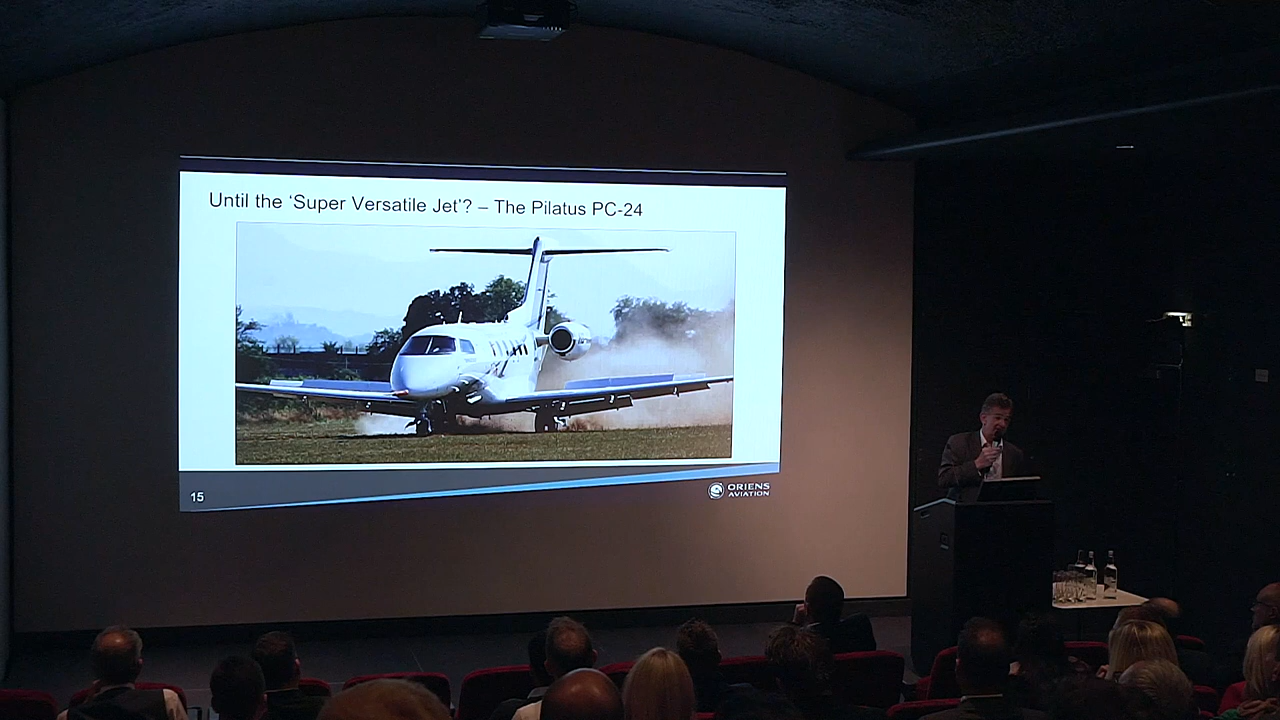 Until the ‘Super Versatile Jet’? – The Pilatus PC-24
15
ORIENS
AVIATION